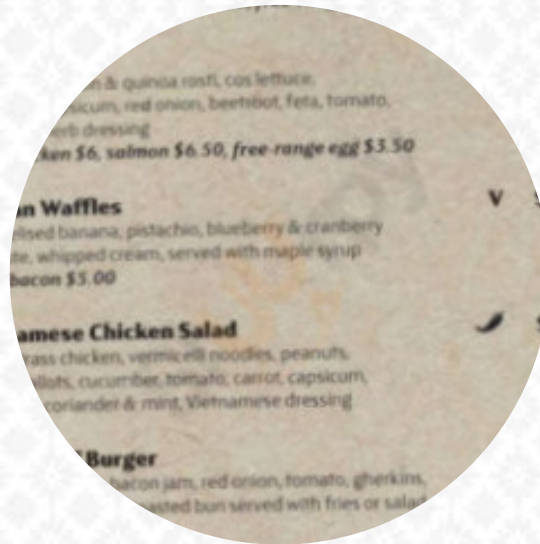 & quinoa rosti, cos lettuce,
sicum, red onion, beetroot, feta, tomato,
erb dressing
ken $6, salmon $6.50, free-range egg $3.50
an Waffles V
elised banana, pistachio, blueberry & cranberry
te, whipped cream, served with maple syrup
bacon $5.00
amese Chicken Salad
rass chicken, vermicelli noodles, peanuts,
llots, cucumber, tomato, carrot, capsicum,
coriander & mint, Vietnamese dressing
Burger
bacon jam, red onion, tomato, gherkins,
asted bun served with fries or salad